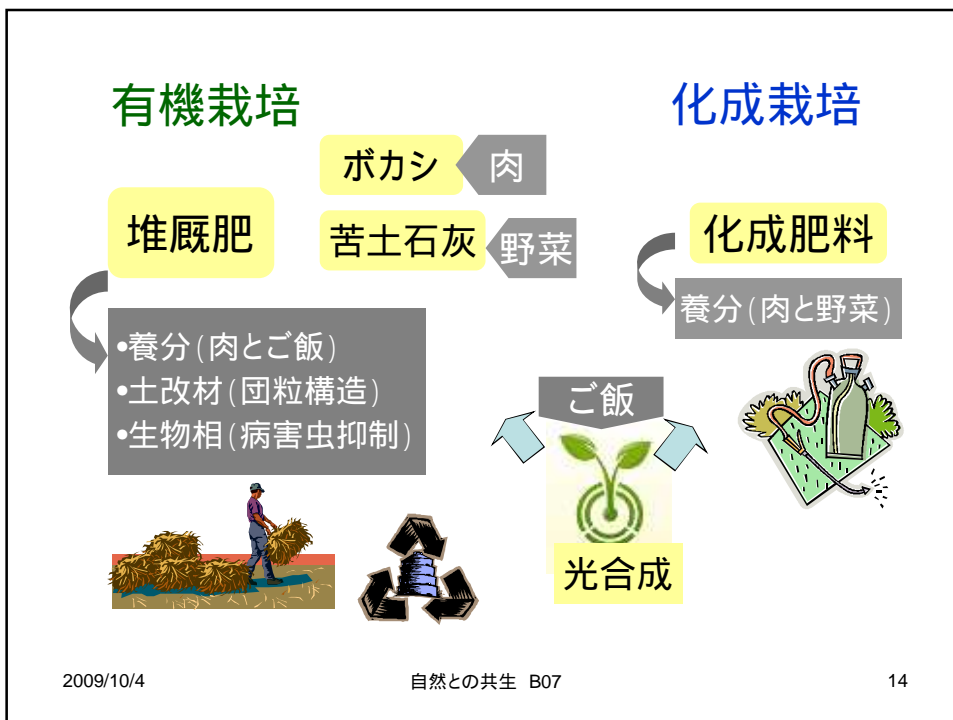 有機栽培
化成栽培
ボカシ
肉
堆厩肥
苦土石灰
野菜
化成肥料
•養分(肉とご飯)
•土改材(団粒構造)
•生物相(病害虫抑制)
養分(肉と野菜)
ご飯
光合成
2009/10/4
自然との共生 B07
14